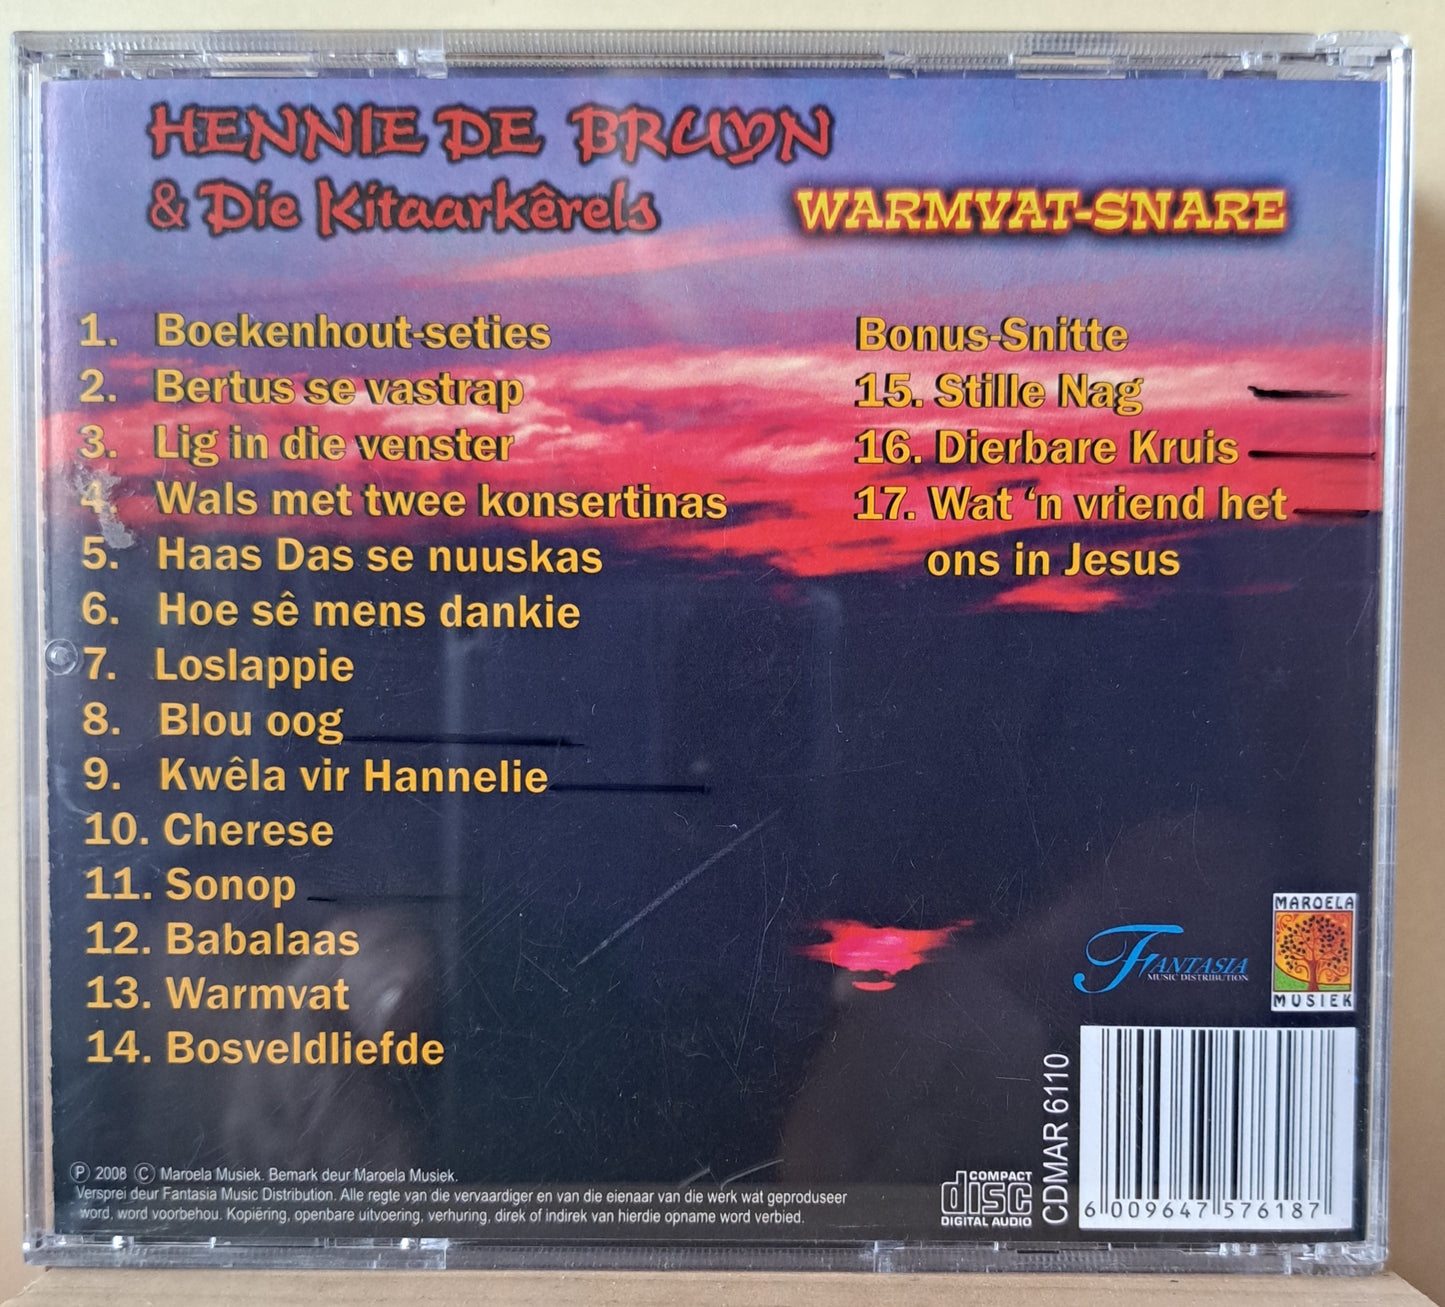 HENNIE DE BRUYN
& Die Kitaarkêrels
WARMVAT-SNARE
1. Boekenhout-seties
2. Bertus se vastrap
3. Lig in die venster
4. Wals met twee konsertinas
5. Haas Das se nuuskas
6. Hoe sê mens dankie
7. Loslappie
8. Blou oog
9. Kwêla vir Hannelie
10. Cherese
11. Sonop
12. Babalaas
13. Warmvat
14. Bosveldliefde
Bonus-Snitte
15. Stille Nag
16. Dierbare Kruis
17. Wat ‘n vriend het
ons in Jesus
FANTASIA
MUSIC DISTRIBUTION
MAROELA
MUSIEK
Ⓟ 2008 Ⓒ Maroela Musiek. Bemark deur Maroela Musiek.
Versprei deur Fantasia Music Distribution. Alle regte van die vervaardiger en van die eienaar van die werk wat geproduseer
word, word voorbehou. Kopiëring, openbare uitvoering, verhuring, direk of indirek van hierdie opname word verbied.
COMPACT
disc
DIGITAL AUDIO
CDMAR 6110
6 009647 576187